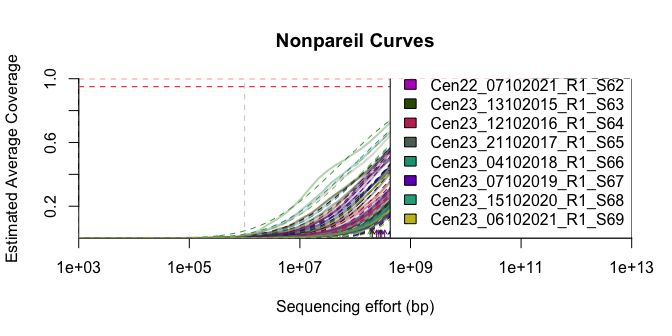 Nonpareil Curves
Estimated Average Coverage
1.0
0.6
0.2
Cen22_07102021_R1_S62
Cen23_13102015_R1_S63
Cen23_12102016_R1_S64
Cen23_21102017_R1_S65
Cen23_04102018_R1_S66
Cen23_07102019_R1_S67
Cen23_15102020_R1_S68
Cen23_06102021_R1_S69
1e+03 1e+05 1e+07 1e+09 1e+11 1e+13
Sequencing effort (bp)